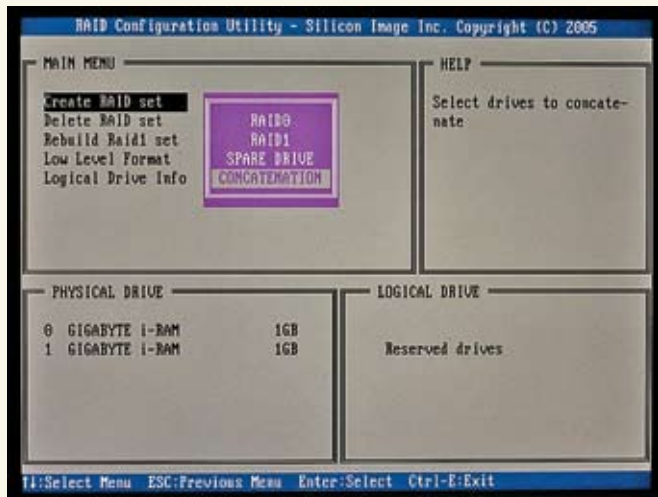 RAID Configuration Utility - Silicon Image Inc. Copyright (C) 2005
MAIN MENU
Create RAID set
Delete RAID set
Rebuild Raid1 set
Low Level Format
Logical Drive Info
RAID0
RAID1
SPARE DRIVE
CONCATENATION
HELP
Select drives to concate-
nate
PHYSICAL DRIVE
0 GIGABYTE i-RAM 1GB
1 GIGABYTE i-RAM 1GB
LOGICAL DRIVE
Reserved drives
↑↓:Select Menu ESC:Previous Menu Enter:Select Ctrl-E:Exit